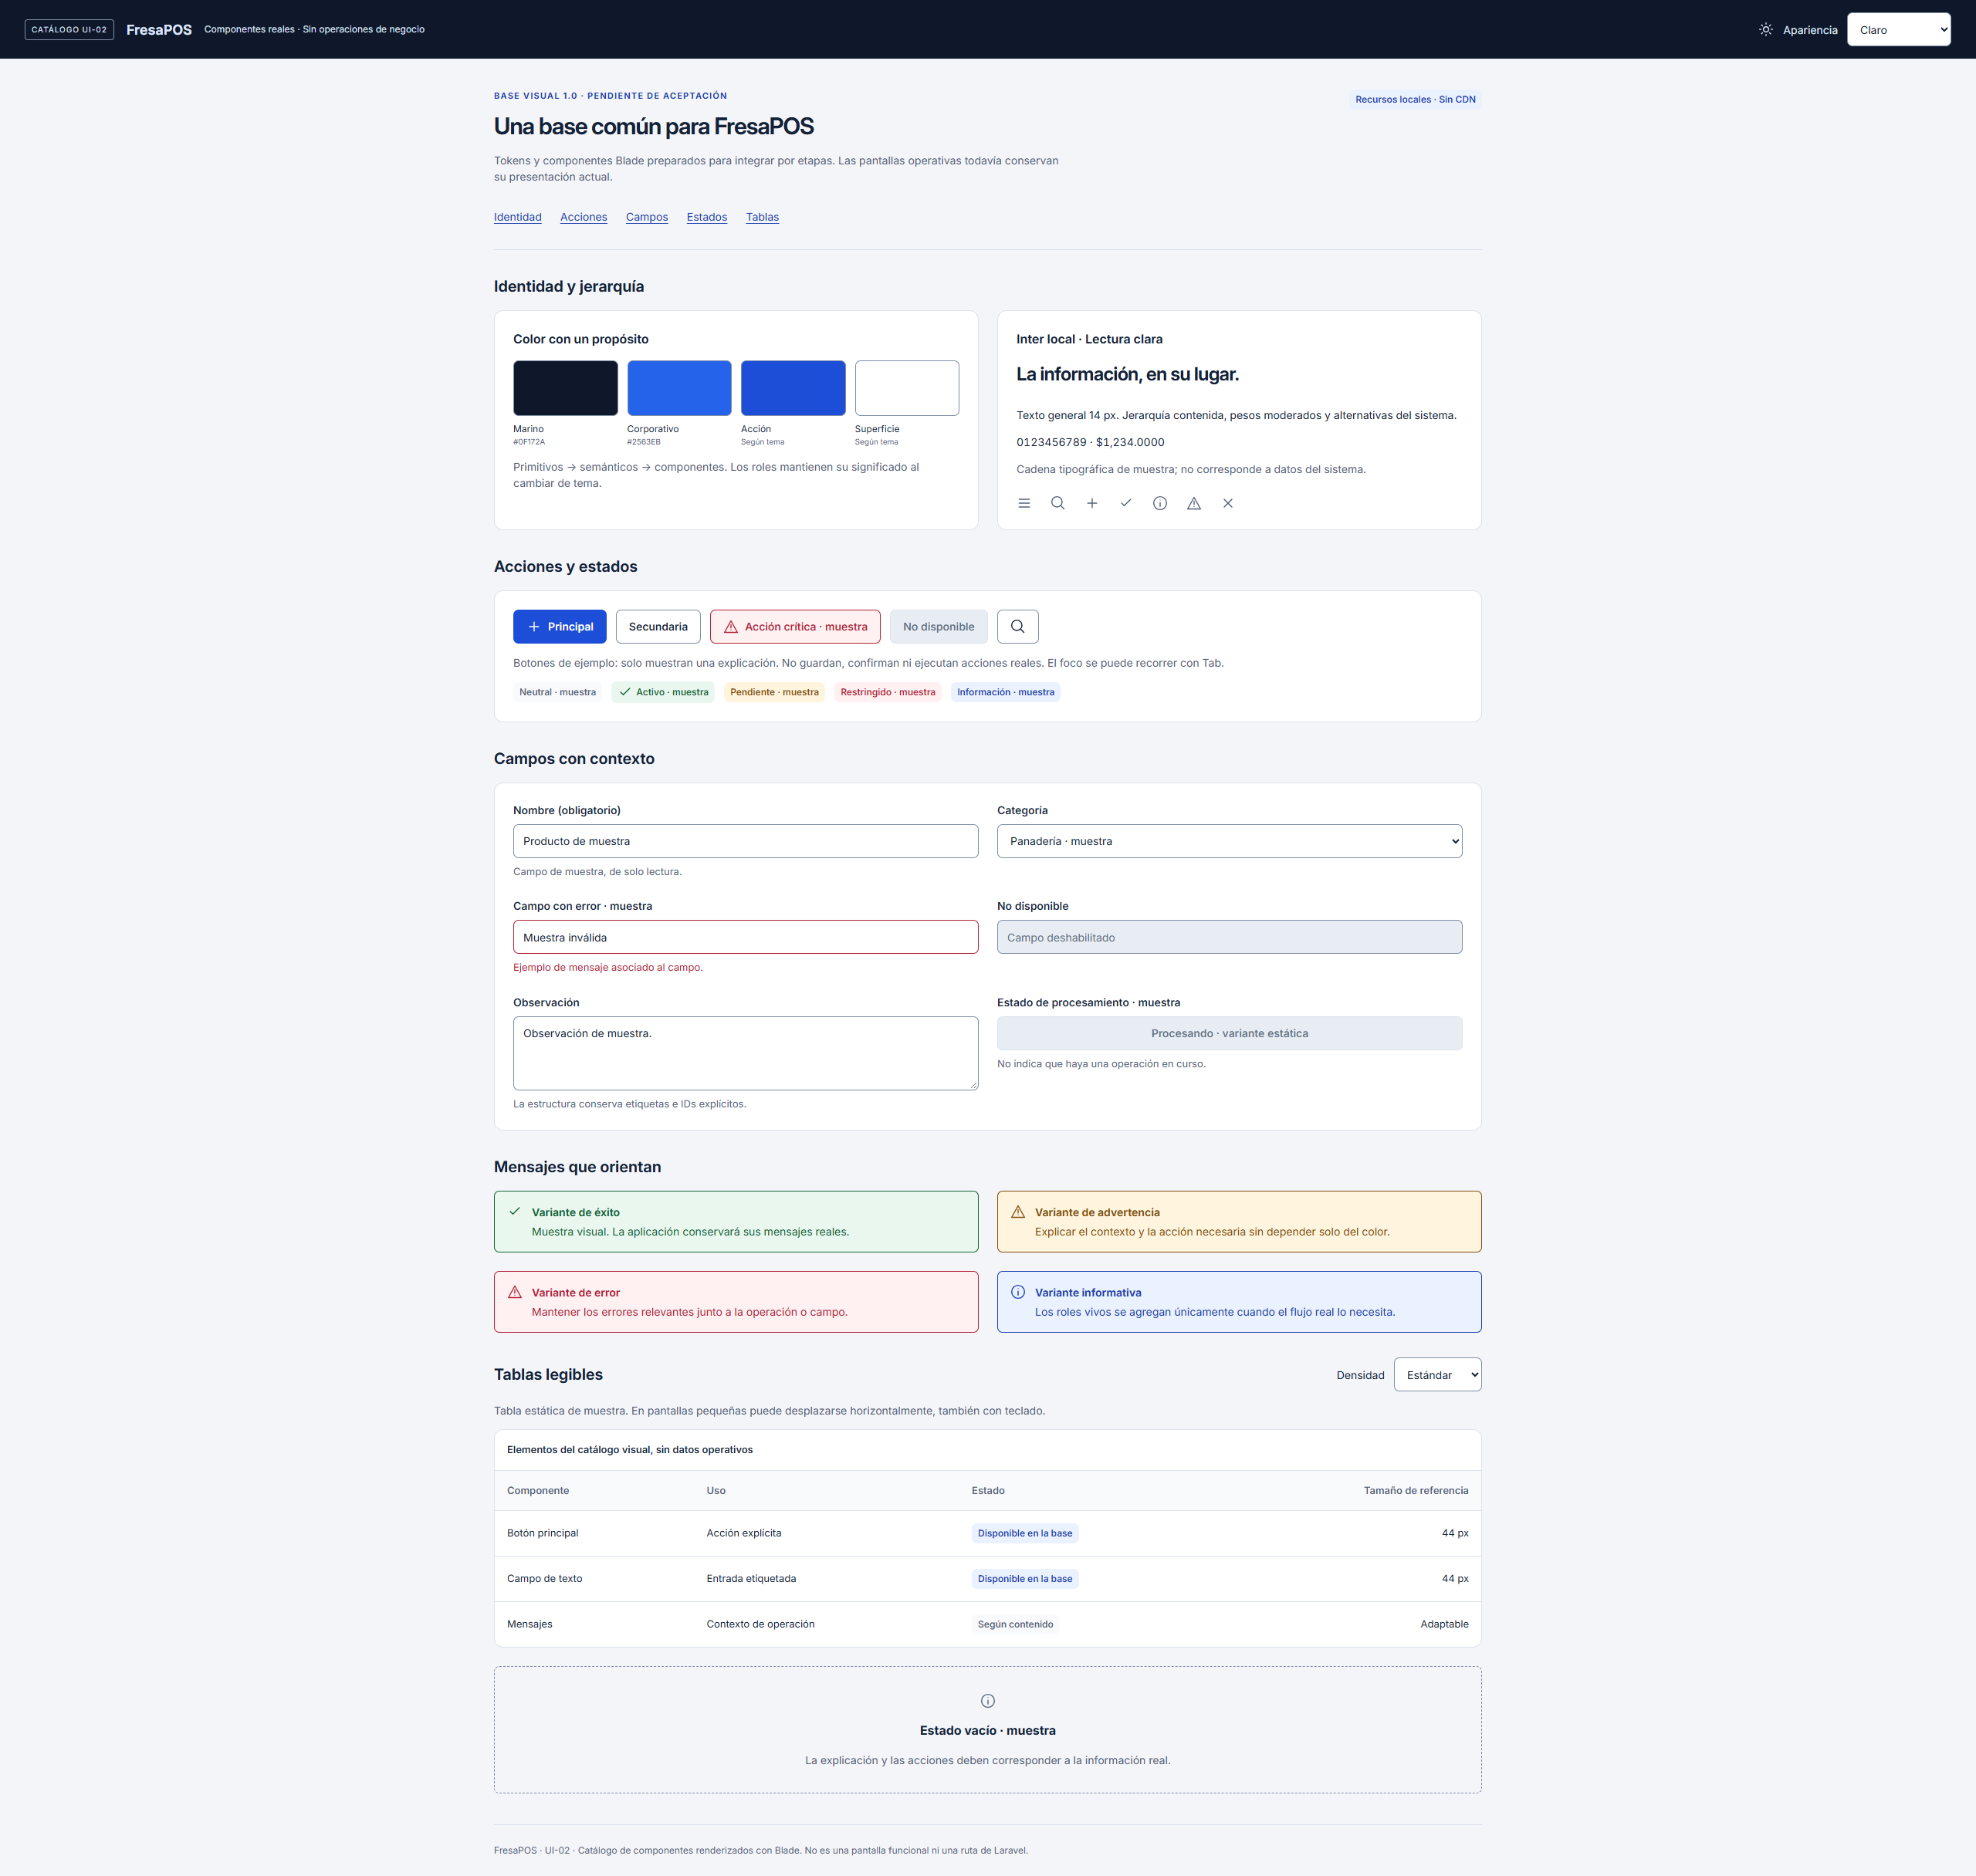 CATÁLOGO UI-02
FresaPOS
Componentes reales · Sin operaciones de negocio
Apariencia
Claro
BASE VISUAL 1.0 · PENDIENTE DE ACEPTACIÓN
Recursos locales · Sin CDN
Una base común para FresaPOS
Tokens y componentes Blade preparados para integrar por etapas. Las pantallas operativas todavía conservan
su presentación actual.
Identidad
Acciones
Campos
Estados
Tablas
Identidad y jerarquía
Color con un propósito
Marino
#0F172A
Corporativo
#2563EB
Acción
Según tema
Superficie
Según tema
Primitivos → semánticos → componentes. Los roles mantienen su significado al
cambiar de tema.
Inter local · Lectura clara
La información, en su lugar.
Texto general 14 px. Jerarquía contenida, pesos moderados y alternativas del sistema.
0123456789 · $1,234.0000
Cadena tipográfica de muestra; no corresponde a datos del sistema.
Acciones y estados
Principal
Secundaria
Acción crítica · muestra
No disponible
Botones de ejemplo: solo muestran una explicación. No guardan, confirman ni ejecutan acciones reales. El foco se puede recorrer con Tab.
Neutral · muestra
Activo · muestra
Pendiente · muestra
Restringido · muestra
Información · muestra
Campos con contexto
Nombre (obligatorio)
Producto de muestra
Campo de muestra, de solo lectura.
Categoría
Panadería · muestra
Campo con error · muestra
Muestra inválida
Ejemplo de mensaje asociado al campo.
No disponible
Campo deshabilitado
Observación
Observación de muestra.
La estructura conserva etiquetas e IDs explícitos.
Estado de procesamiento · muestra
Procesando · variante estática
No indica que haya una operación en curso.
Mensajes que orientan
Variante de éxito
Muestra visual. La aplicación conservará sus mensajes reales.
Variante de advertencia
Explicar el contexto y la acción necesaria sin depender solo del color.
Variante de error
Mantener los errores relevantes junto a la operación o campo.
Variante informativa
Los roles vivos se agregan únicamente cuando el flujo real lo necesita.
Tablas legibles
Densidad
Estándar
Tabla estática de muestra. En pantallas pequeñas puede desplazarse horizontalmente, también con teclado.
Elementos del catálogo visual, sin datos operativos
Componente
Uso
Estado
Tamaño de referencia
Botón principal
Acción explícita
Disponible en la base
44 px
Campo de texto
Entrada etiquetada
Disponible en la base
44 px
Mensajes
Contexto de operación
Según contenido
Adaptable
Estado vacío · muestra
La explicación y las acciones deben corresponder a la información real.
FresaPOS · UI-02 · Catálogo de componentes renderizados con Blade. No es una pantalla funcional ni una ruta de Laravel.